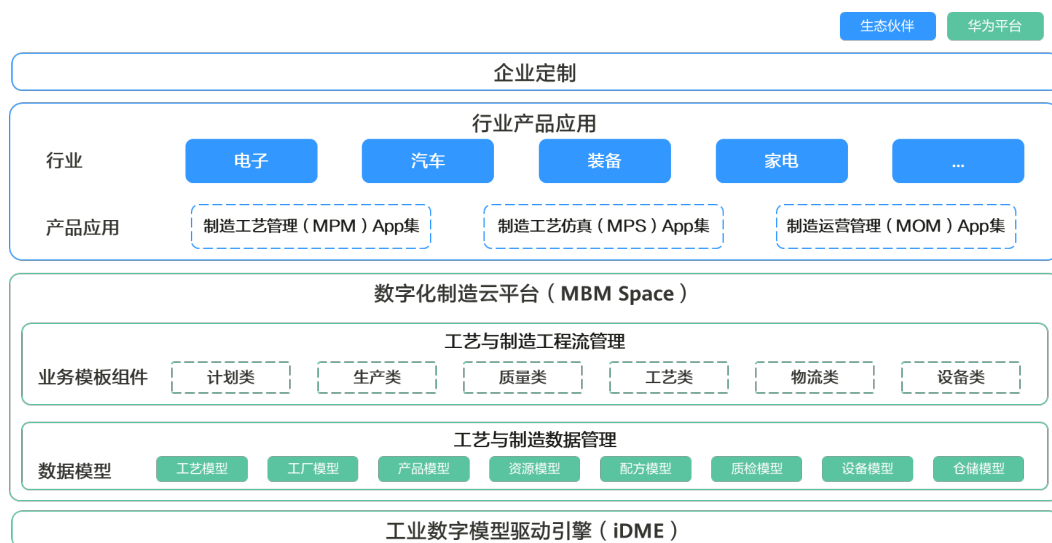 生态伙伴 华为平台
企业定制
行业产品应用
行业 电子 汽车 装备 家电 ...
产品应用 制造工艺管理（MPM）App集 制造工艺仿真（MPS）App集 制造运营管理（MOM）App集
数字化制造云平台（MBM Space）
工艺与制造工程流管理
业务模板组件 计划类 生产类 质量类 工艺类 物流类 设备类
工艺与制造数据管理
数据模型 工艺模型 工厂模型 产品模型 资源模型 配方模型 质检模型 设备模型 仓储模型
工业数字模型驱动引擎（iDME）